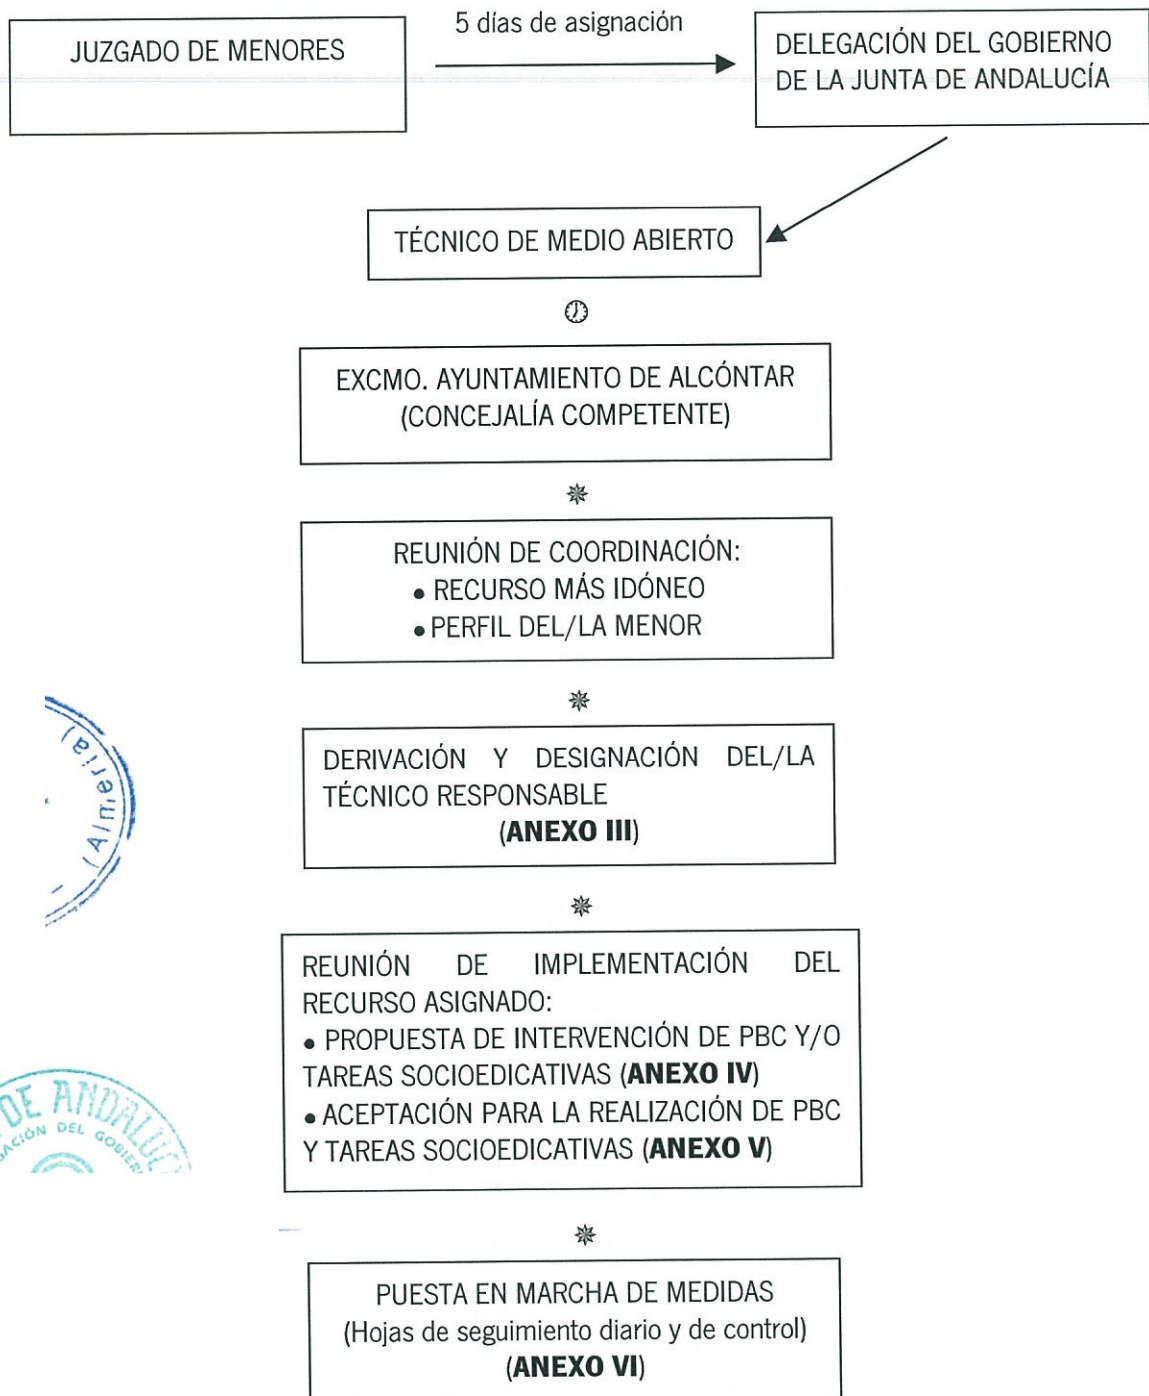 5 días de asignación
JUZGADO DE MENORES
DELEGACIÓN DEL GOBIERNO
DE LA JUNTA DE ANDALUCÍA
TÉCNICO DE MEDIO ABIERTO
EXCMO. AYUNTAMIENTO DE ALCÓNTAR
(CONCEJALÍA COMPETENTE)
REUNIÓN DE COORDINACIÓN:
• RECURSO MÁS IDÓNEO
• PERFIL DEL/LA MENOR
(Almería)
DERIVACIÓN Y DESIGNACIÓN DEL/LA
TÉCNICO RESPONSABLE
(ANEXO III)
REUNIÓN DE IMPLEMENTACIÓN DEL
RECURSO ASIGNADO:
• PROPUESTA DE INTERVENCIÓN DE PBC Y/O
TAREAS SOCIOEDICATIVAS (ANEXO IV)
• ACEPTACIÓN PARA LA REALIZACIÓN DE PBC
Y TAREAS SOCIOEDICATIVAS (ANEXO V)
DE
DEL
PUESTA EN MARCHA DE MEDIDAS
(Hojas de seguimiento diario y de control)
(ANEXO VI)